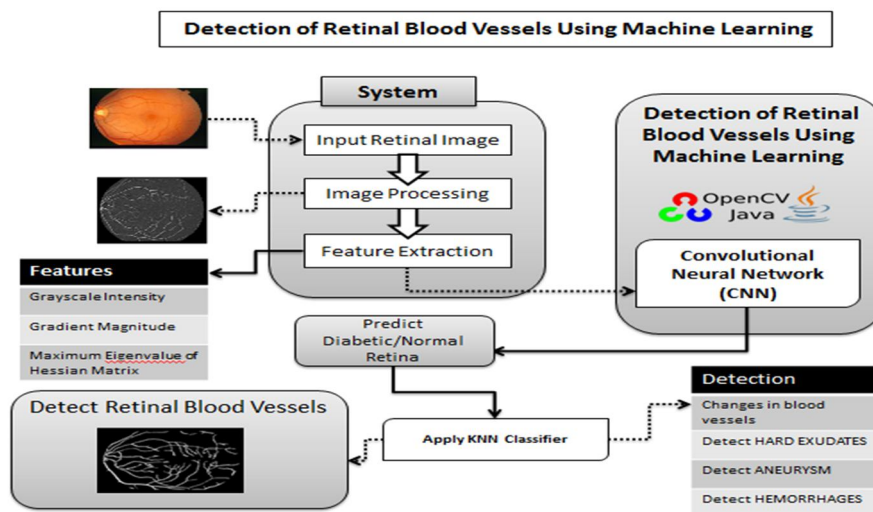 Detection of Retinal Blood Vessels Using Machine Learning
System
Input Retinal Image
Image Processing
Feature Extraction
Detection of Retinal
Blood Vessels Using
Machine Learning
OpenCV
Java
Convolutional
Neural Network
(CNN)
Features
Grayscale Intensity
Gradient Magnitude
Maximum Eigenvalue of
Hessian Matrix
Predict
Diabetic/Normal
Retina
Detect Retinal Blood Vessels
Apply KNN Classifier
Detection
Changes in blood
vessels
Detect HARD EXUDATES
Detect ANEURYSM
Detect HEMORRHAGES